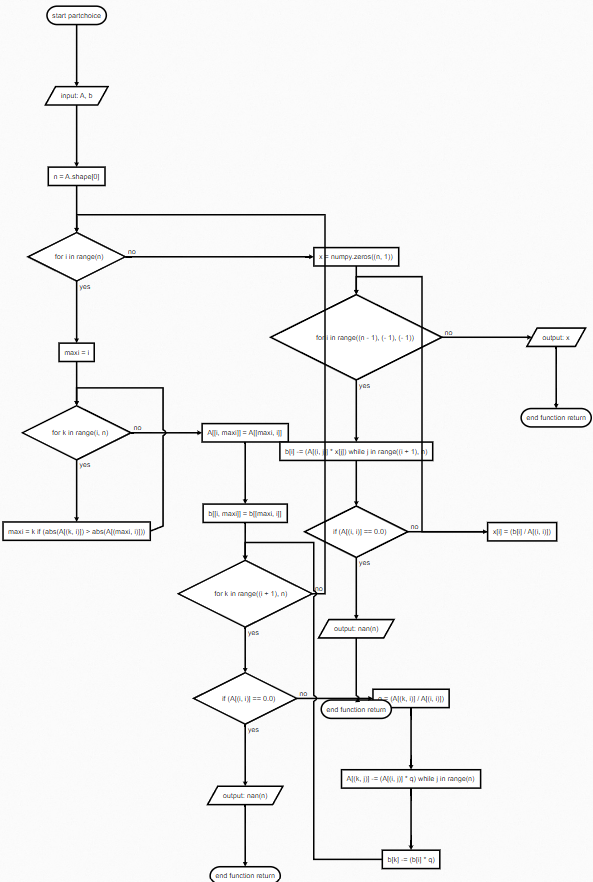 start partchoice
input: A, b
n = A.shape[0]
for i in range(n)
no
x = numpy.zeros((n, 1))
yes
for i in range((n - 1), (- 1), (- 1))
no
output: x
maxi = i
yes
end function return
for k in range(i, n)
no
A[[i, maxi]] = A[[maxi, i]]
b[i] -= (A[(i, j)] * x[j]) while j in range((i + 1), n)
yes
b[[i, maxi]] = b[[maxi, i]]
maxi = k if (abs(A[(k, i)]) > abs(A[(maxi, i)]))
if (A[(i, i)] == 0.0)
no
x[i] = (b[i] / A[(i, i)])
yes
for k in range((i + 1), n)
no
yes
output: nan(n)
if (A[(i, i)] == 0.0)
no
q = (A[(k, i)] / A[(i, i)])
end function return
yes
A[(k, j)] -= (A[(i, j)] * q) while j in range(n)
output: nan(n)
b[k] -= (b[i] * q)
end function return